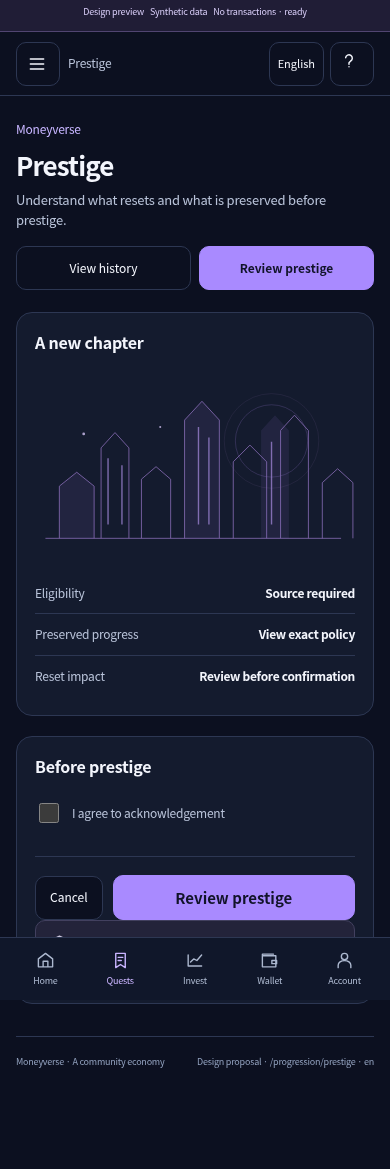 Design preview Synthetic data No transactions · ready
Prestige
English
?
Moneyverse
Prestige
Understand what resets and what is preserved before
prestige.
View history
Review prestige
A new chapter
Eligibility
Source required
Preserved progress
View exact policy
Reset impact
Review before confirmation
Before prestige
I agree to acknowledgement
Cancel
Review prestige
Home
Quests
Invest
Wallet
Account
Moneyverse · A community economy
Design proposal · /progression/prestige · en